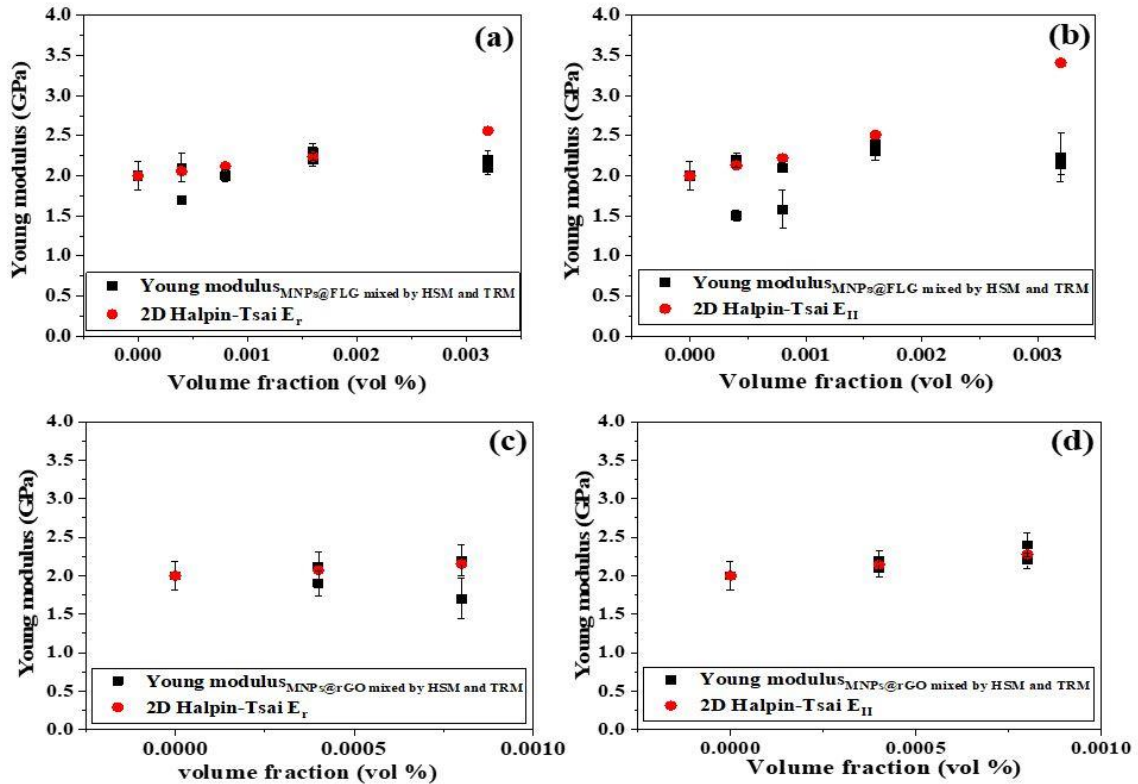 (a)
Young modulus (GPa)
4.0
3.5
3.0
2.5
2.0
1.5
1.0
0.5
0.0
Young modulus MNPs@FLG mixed by HSM and TRM
2D Halpin-Tsai Er
0.000 0.001 0.002 0.003
Volume fraction (vol %)
(b)
Young modulus (GPa)
4.0
3.5
3.0
2.5
2.0
1.5
1.0
0.5
0.0
Young modulus MNPs@FLG mixed by HSM and TRM
2D Halpin-Tsai EII
0.000 0.001 0.002 0.003
Volume fraction (vol %)
(c)
Young modulus (GPa)
4.0
3.5
3.0
2.5
2.0
1.5
1.0
0.5
0.0
Young modulus MNPs@rGO mixed by HSM and TRM
2D Halpin-Tsai Er
0.0000 0.0005 0.0010
volume fraction (vol %)
(d)
Young modulus (GPa)
4.0
3.5
3.0
2.5
2.0
1.5
1.0
0.5
0.0
Young modulus MNPs@rGO mixed by HSM and TRM
2D Halpin-Tsai EII
0.0000 0.0005 0.0010
Volume fraction (vol %)